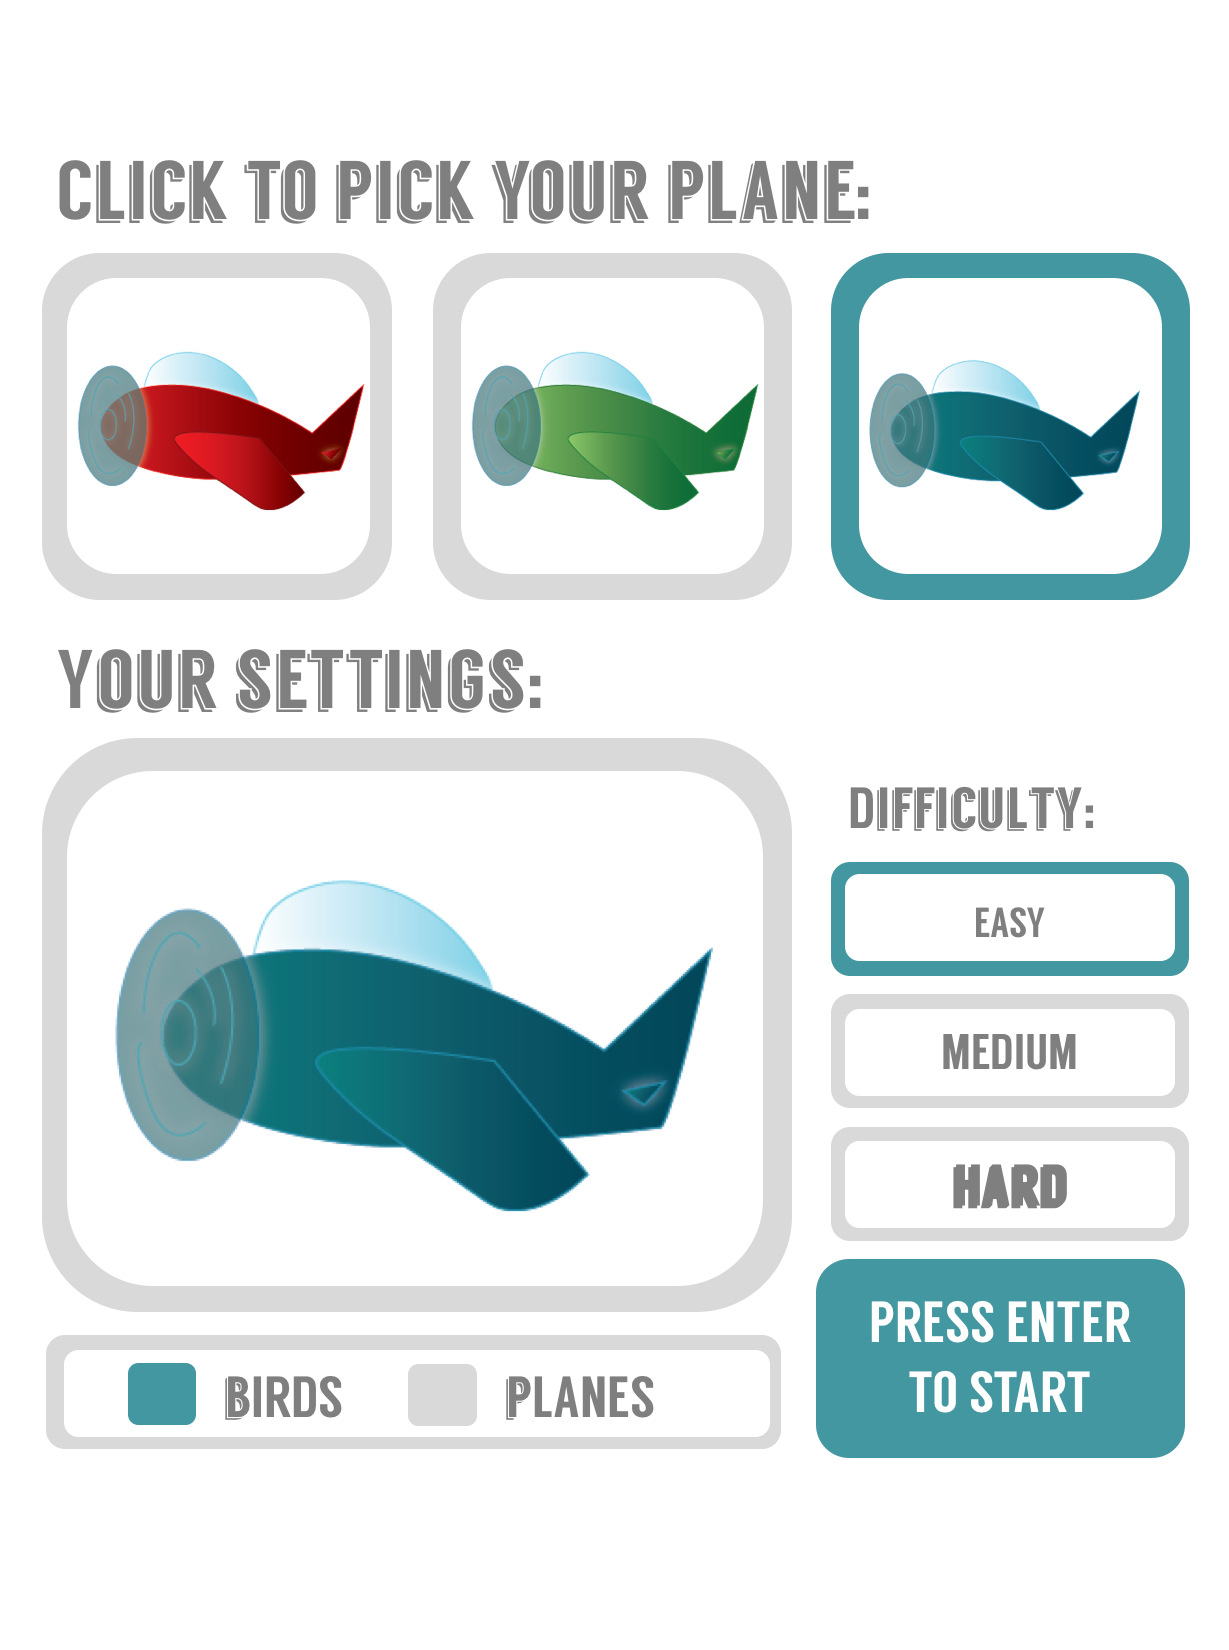 CLICK TO PICK YOUR PLANE:
YOUR SETTINGS:
DIFFICULTY:
EASY
MEDIUM
HARD
PRESS ENTER
TO START
BIRDS
PLANES